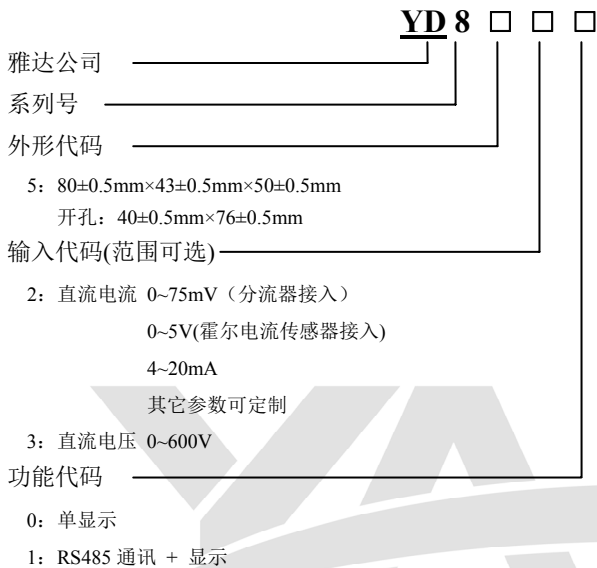 YD 8 □ □ □
雅达公司
系列号
外形代码
5：80±0.5mm×43±0.5mm×50±0.5mm
开孔：40±0.5mm×76±0.5mm
输入代码(范围可选)
2：直流电流 0~75mV（分流器接入）
0~5V(霍尔电流传感器接入)
4~20mA
其它参数可定制
3：直流电压 0~600V
功能代码
0：单显示
1：RS485 通讯 + 显示